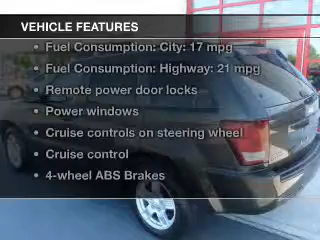 VEHICLE FEATURES
• Fuel Consumption: City: 17 mpg
• Fuel Consumption: Highway: 21 mpg
• Remote power door locks
• Power windows
• Cruise controls on steering wheel
• Cruise control
• 4-wheel ABS Brakes